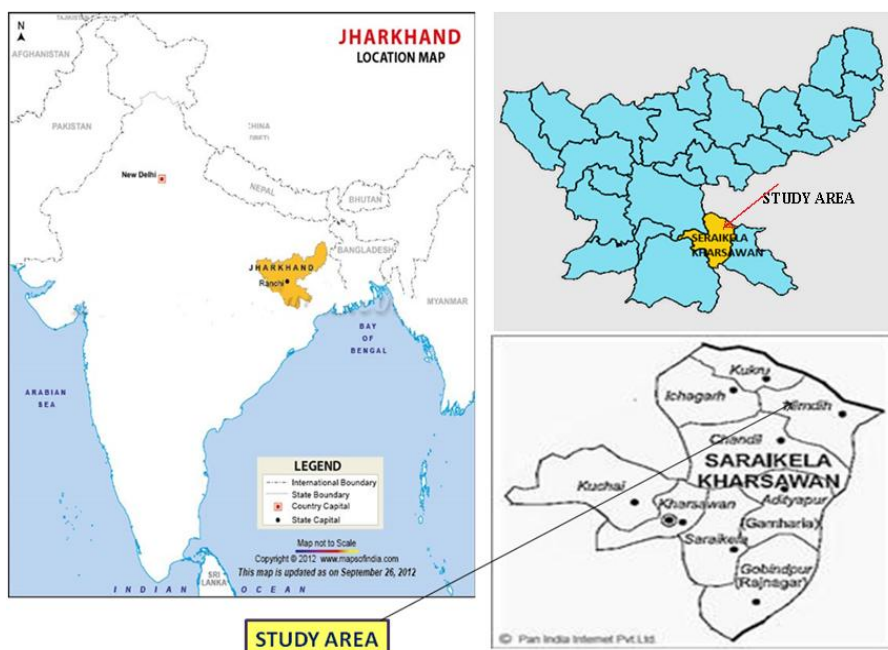 N
JHARKHAND
LOCATION MAP
AFGHANISTAN
PAKISTAN
CHINA
New Delhi
NEPAL
BHUTAN
BANGLADESH
JHARKHAND
Ranchi
MYANMAR
BAY
OF
BENGAL
ARABIAN
SEA
LEGEND
International Boundary
State Boundary
Country Capital
State Capital
Map not to Scale
Copyright © 2012 www.mapsofindia.com
This map is updated as on September 26, 2012
SRI
LANKA
INDIAN OCEAN
STUDY AREA
STUDY AREA
SERAIKELA
KHARSAWAN
Kukru
Ichagarh
Nimdih
Chandil
SARAIKELA
KHARSAWAN
Kuchai
Kharsawan
Adityapur
(Gamharia)
Saraikela
Gobindpur
(Rajnagar)
© Pan India Internet Pvt.Ltd.